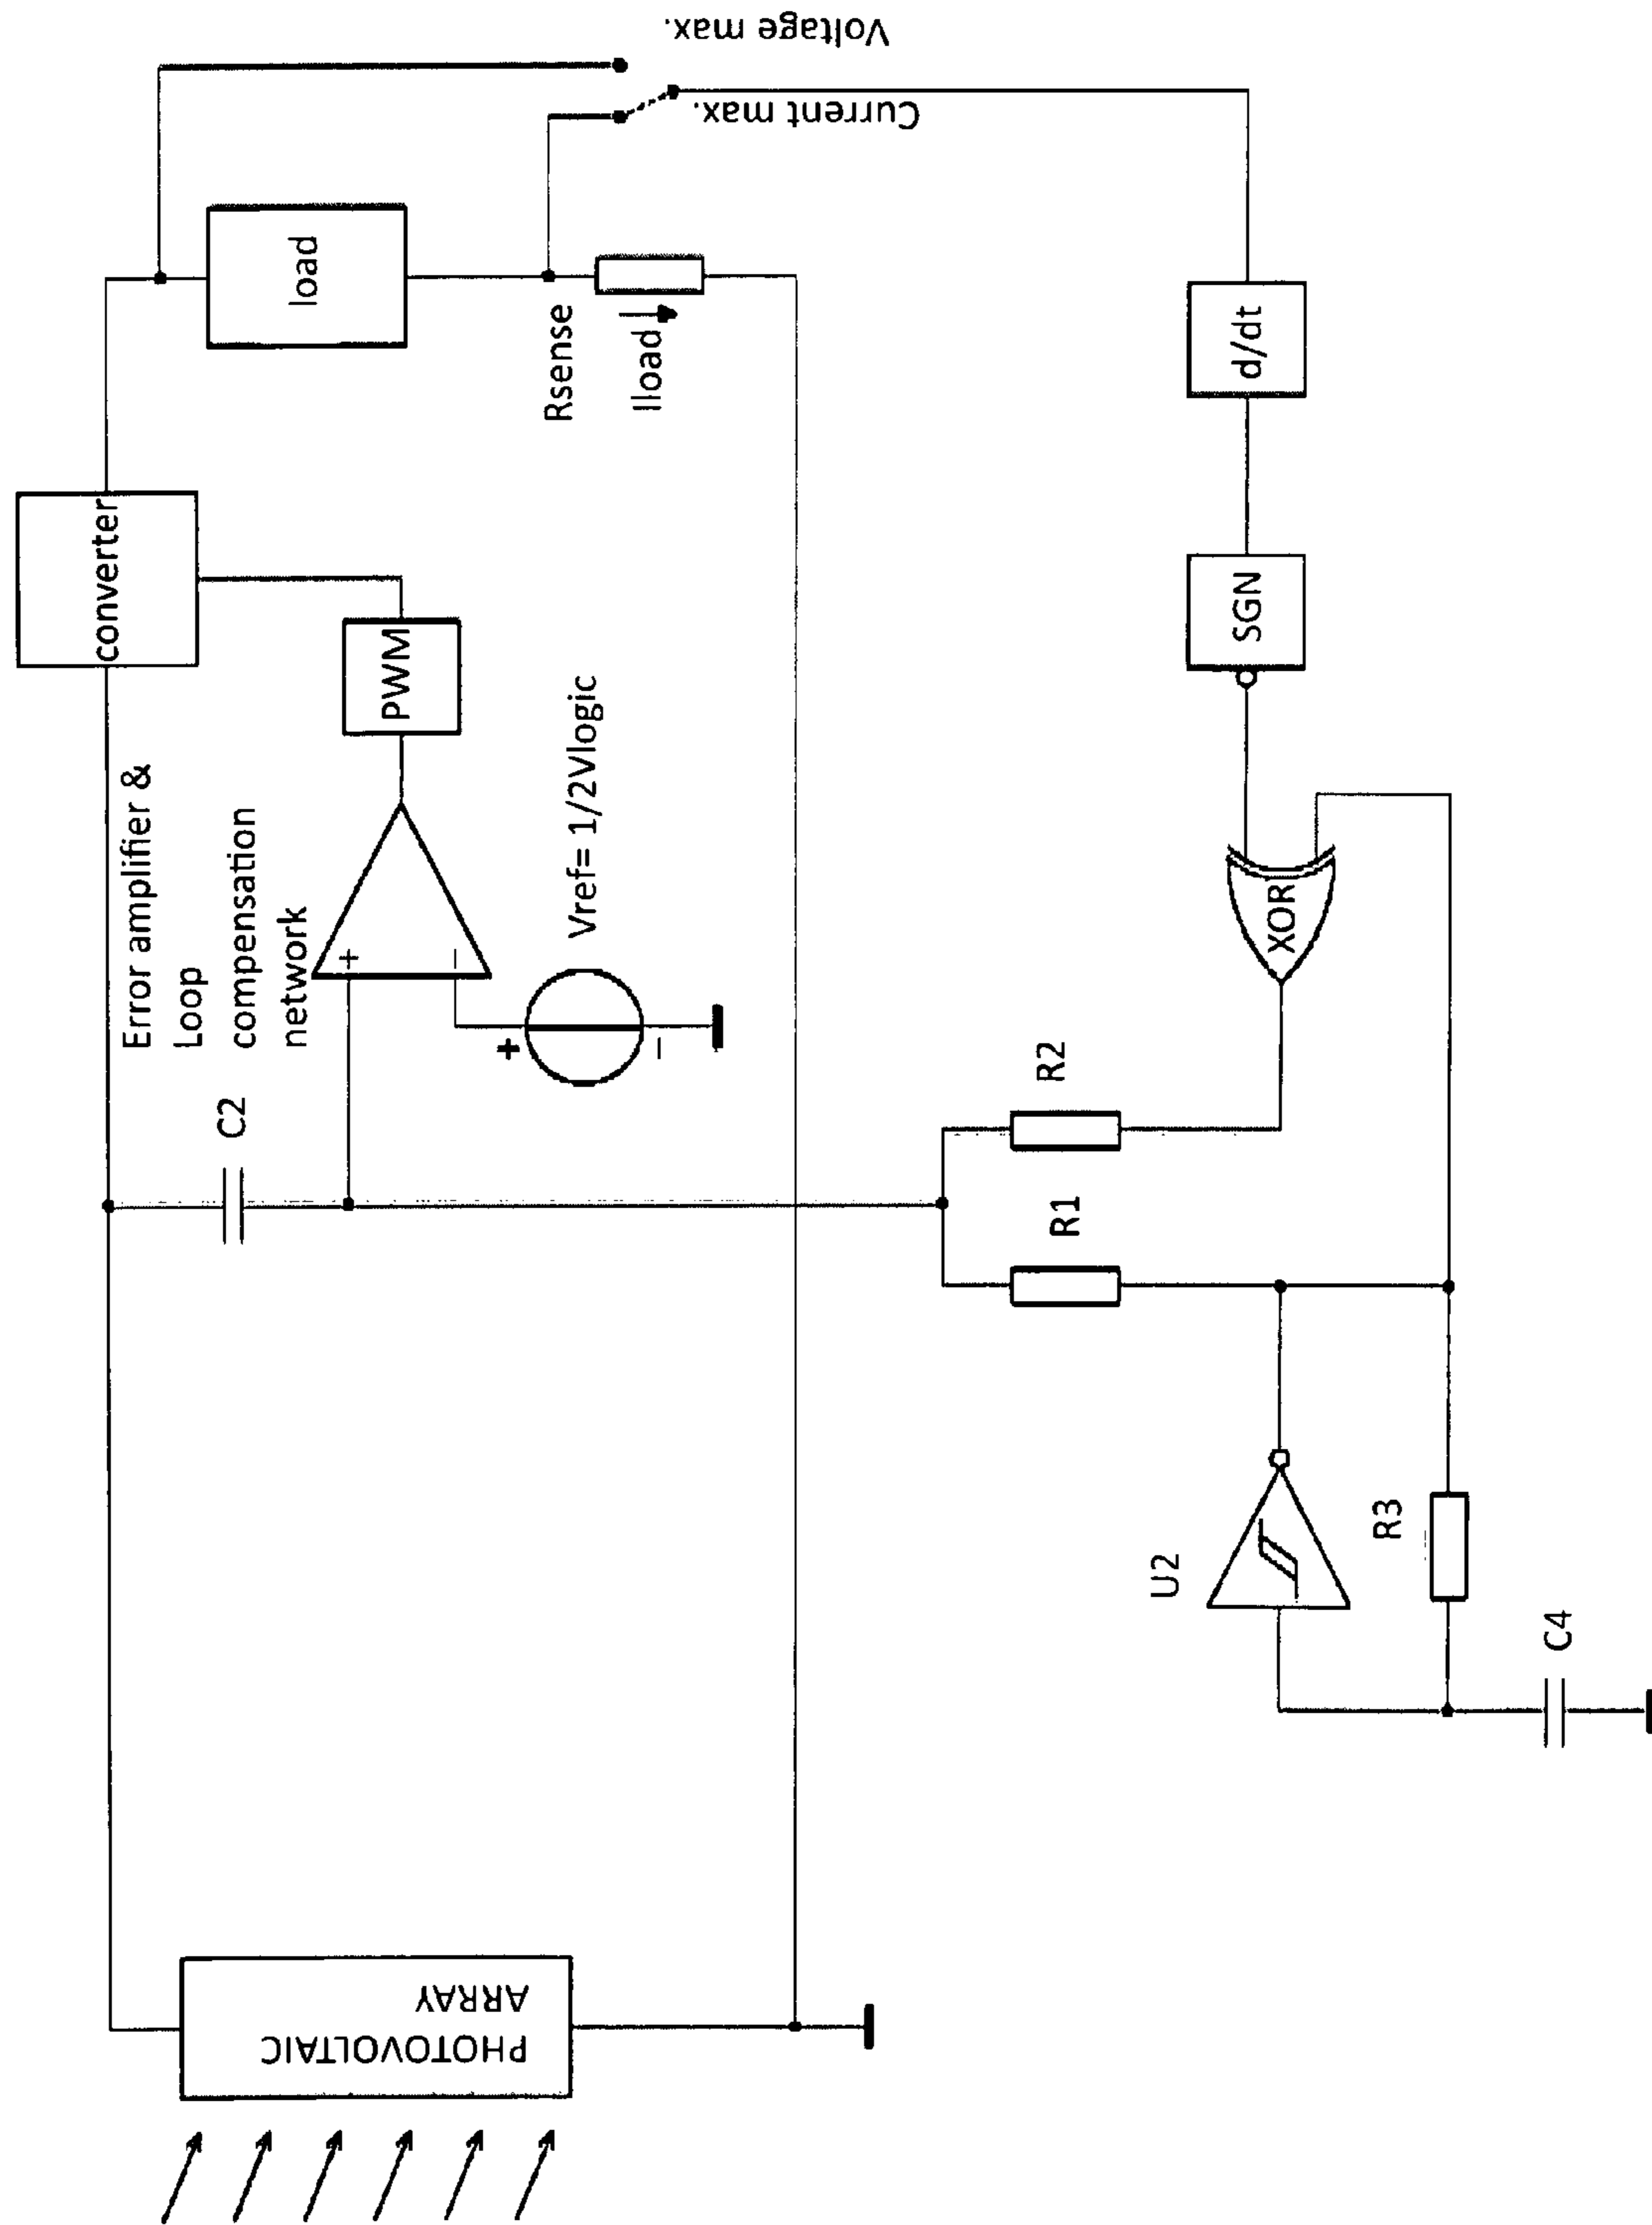 Voltage max.
Current max.
load
Rsense
Iload
converter
PWM
Error amplifier &
Loop
compensation
network
+
−
Vref= 1/2Vlogic
+
−
C2
d/dt
SGN
XOR
R2
R1
U2
R3
C4
PHOTOVOLTAIC
ARRAY